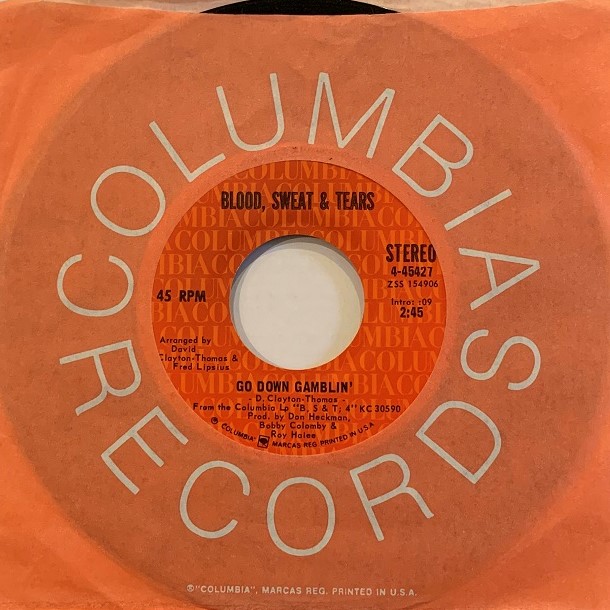 COLUMBIA
RECORDS
BLOOD, SWEAT & TEARS
STEREO
4-45427
ZSS 154906
45 RPM
Intro: :09
2:45
Arranged by
David
Clayton-Thomas &
Fred Lipsius
GO DOWN GAMBLIN'
- D. Clayton-Thomas -
From the Columbia Lp "B, S & T; 4" KC 30590
Prod. by Don Heckman,
Bobby Colomby &
Roy Halee
® COLUMBIA MARCAS REG. PRINTED IN U.S.A.
®"COLUMBIA", MARCAS REG. PRINTED IN U.S.A.